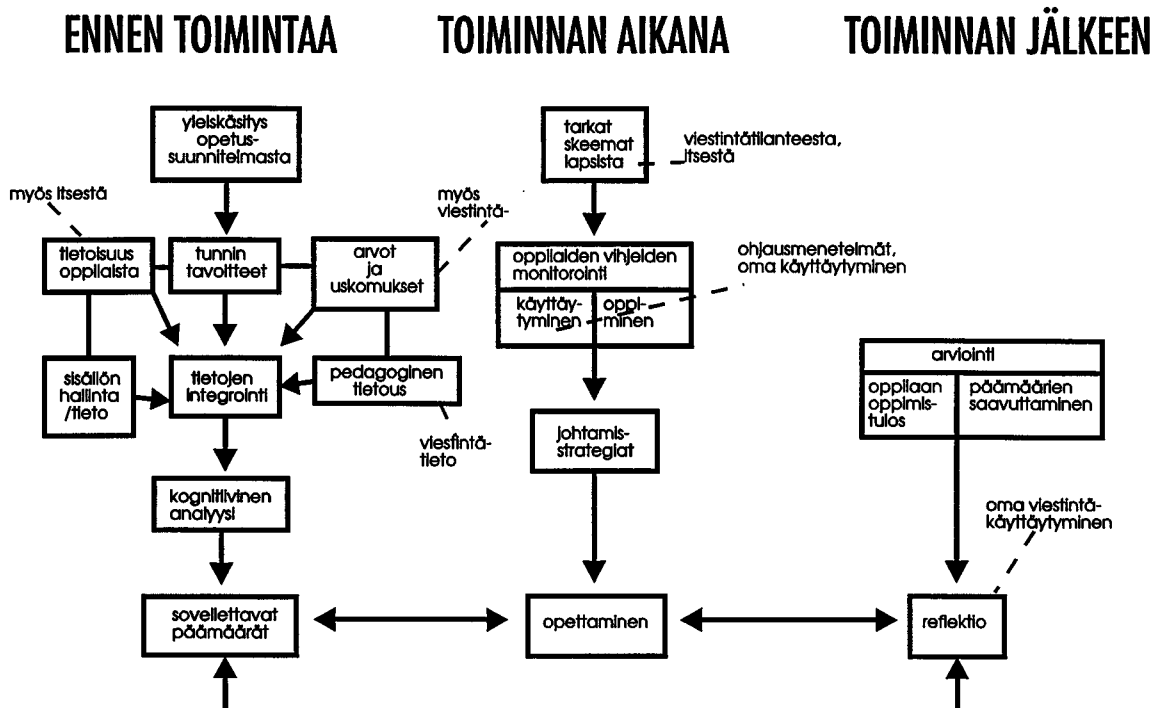 ENNEN TOIMINTAA
TOIMINNAN AIKANA
TOIMINNAN JÄLKEEN
yleiskäsitys
opetus-
suunnitelmasta
myös itsestä
tietoisuus
oppilaista
tunnin
tavoitteet
arvot
ja
uskomukset
myös
viestintä-
sisällön
hallinta
/tieto
tietojen
integrointi
pedagoginen
tietous
viestintä-
tieto
kognitiivinen
analyysi
sovellettavat
päämäärät
tarkat
skeemat
lapsista
viestintätilanteesta,
itsestä
oppilaiden vihjeiden
monitorointi
käyttäy-
tyminen
oppi-
minen
ohjausmenetelmät,
oma käyttäytyminen
johtamis-
strategiat
opettaminen
arviointi
oppilaan
oppimis-
tulos
päämäärien
saavuttaminen
oma viestintä-
käyttäytyminen
reflektio